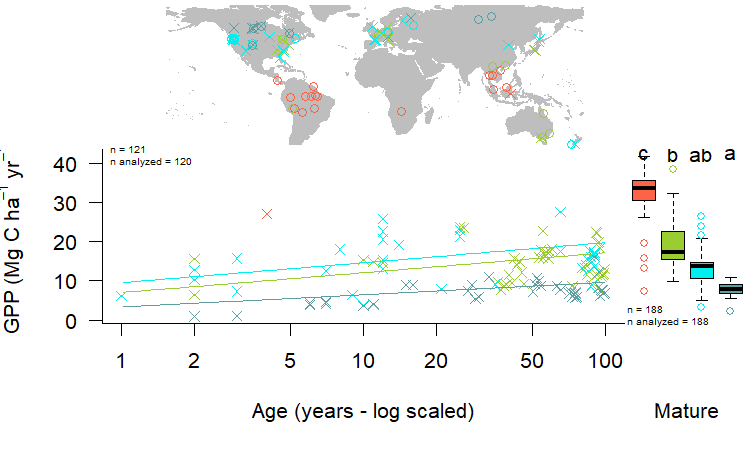 n = 121
n analyzed = 120
GPP (Mg C ha⁻¹ yr⁻
40
30
20
10
0
c b ab a
n = 188
n analyzed = 188
1 2 5 10 20 50 100
Age (years - log scaled) Mature